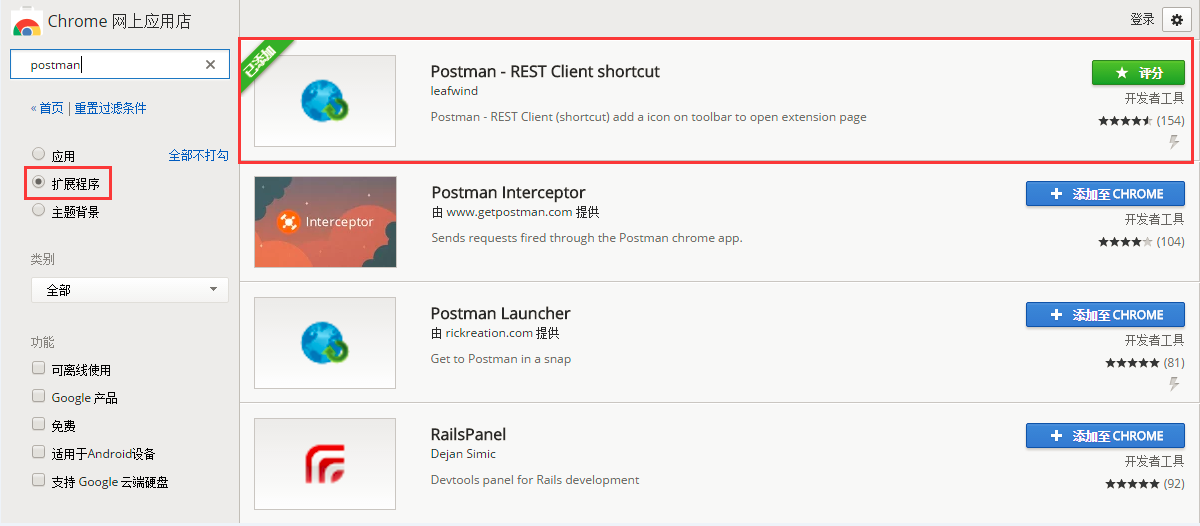 Chrome 网上应用店
登录
postman
« 首页 | 重置过滤条件
应用
全部不打勾
扩展程序
主题背景
类别
全部
功能
可离线使用
Google 产品
免费
适用于Android设备
支持 Google 云端硬盘
已添加
Postman - REST Client shortcut
leafwind
Postman - REST Client (shortcut) add a icon on toolbar to open extension page
评分
开发者工具
(154)
Interceptor
Postman Interceptor
由 www.getpostman.com 提供
Sends requests fired through the Postman chrome app.
添加至 CHROME
开发者工具
(104)
Postman Launcher
由 rickreation.com 提供
Get to Postman in a snap
添加至 CHROME
开发者工具
(81)
RailsPanel
Dejan Simic
Devtools panel for Rails development
添加至 CHROME
开发者工具
(92)